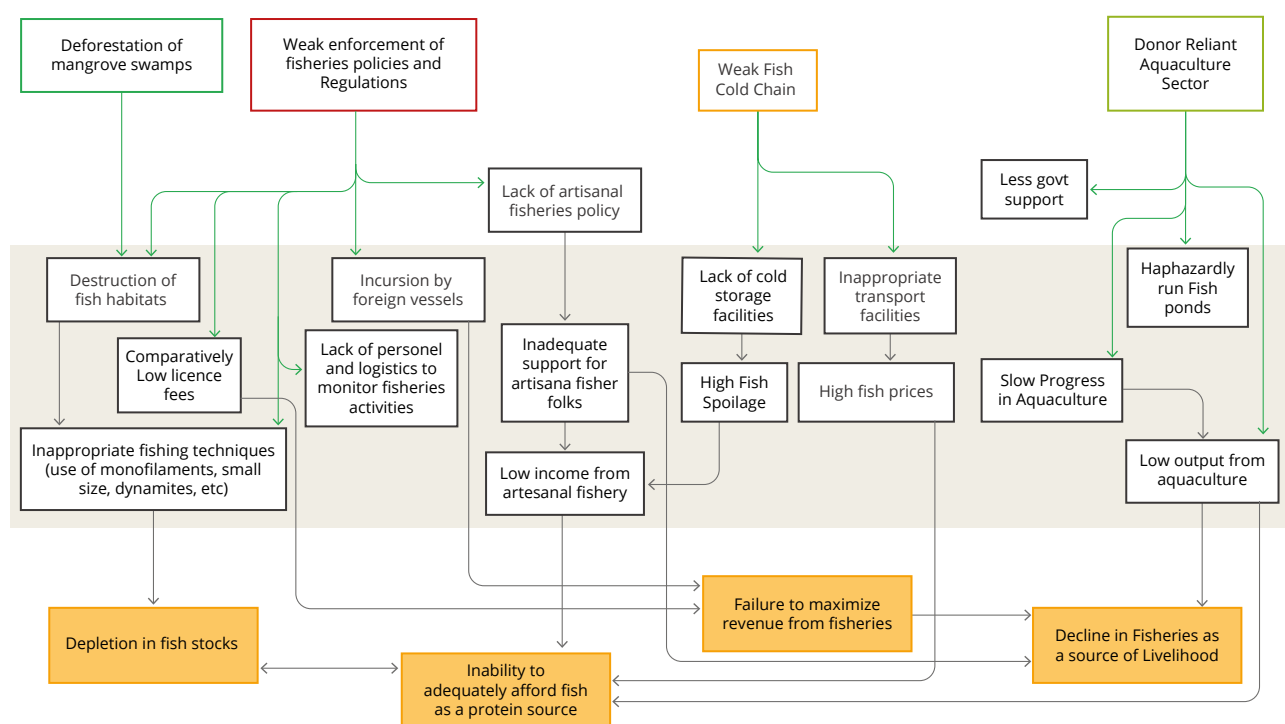 Deforestation of
mangrove swamps
Weak enforcement of
fisheries policies and
Regulations
Weak Fish
Cold Chain
Donor Reliant
Aquaculture
Sector
Lack of artisanal
fisheries policy
Less govt
support
Destruction of
fish habitats
Incursion by
foreign vessels
Lack of cold
storage
facilities
Inappropriate
transport
facilities
Haphazardly
run Fish
ponds
Comparatively
Low licence
fees
Lack of personel
and logistics to
monitor fisheries
activities
Inadequate
support for
artisana fisher
folks
High Fish
Spoilage
High fish prices
Slow Progress
in Aquaculture
Inappropriate fishing techniques
(use of monofilaments, small
size, dynamites, etc)
Low income from
artesanal fishery
Low output from
aquaculture
Failure to maximize
revenue from fisheries
Depletion in fish stocks
Decline in Fisheries as
a source of Livelihood
Inability to
adequately afford fish
as a protein source